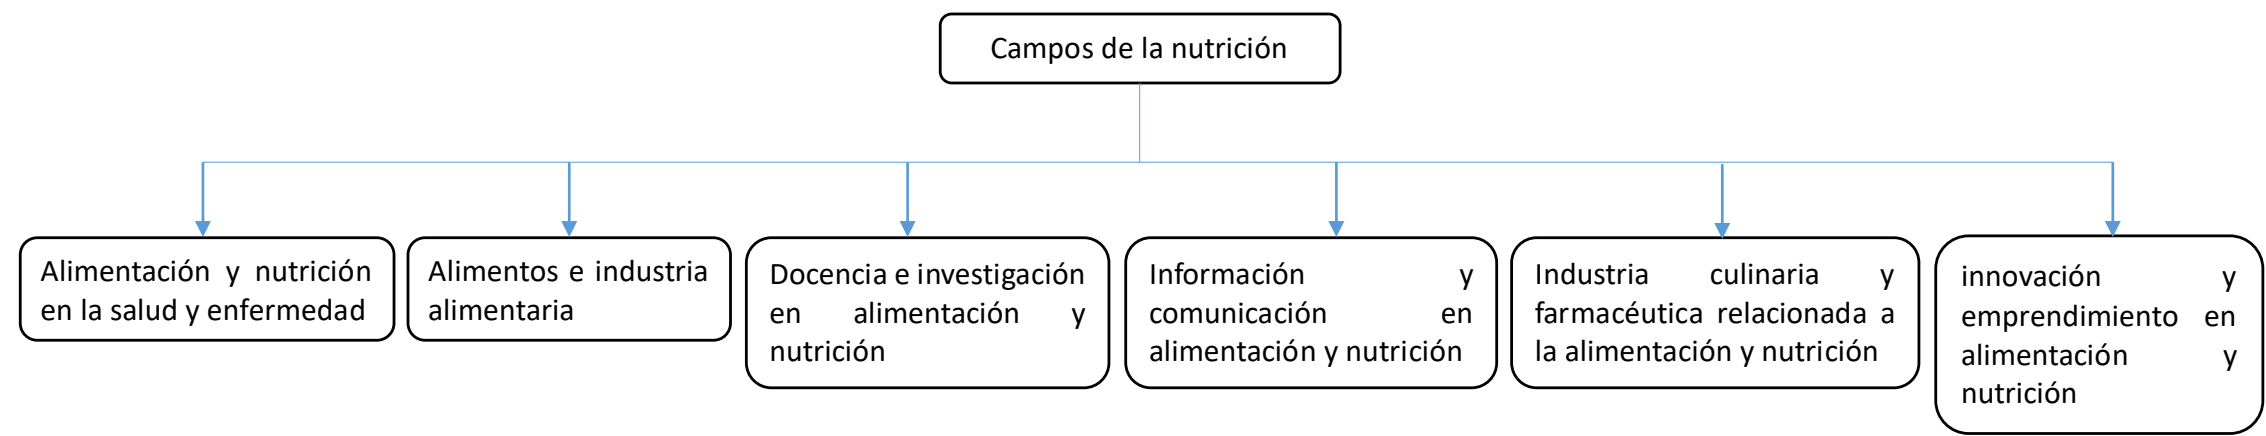 Campos de la nutrición
Alimentación y nutrición
en la salud y enfermedad
Alimentos e industria
alimentaria
Docencia e investigación
en alimentación y
nutrición
Información y
comunicación en
alimentación y nutrición
Industria culinaria y
farmacéutica relacionada a
la alimentación y nutrición
innovación y
emprendimiento en
alimentación y
nutrición